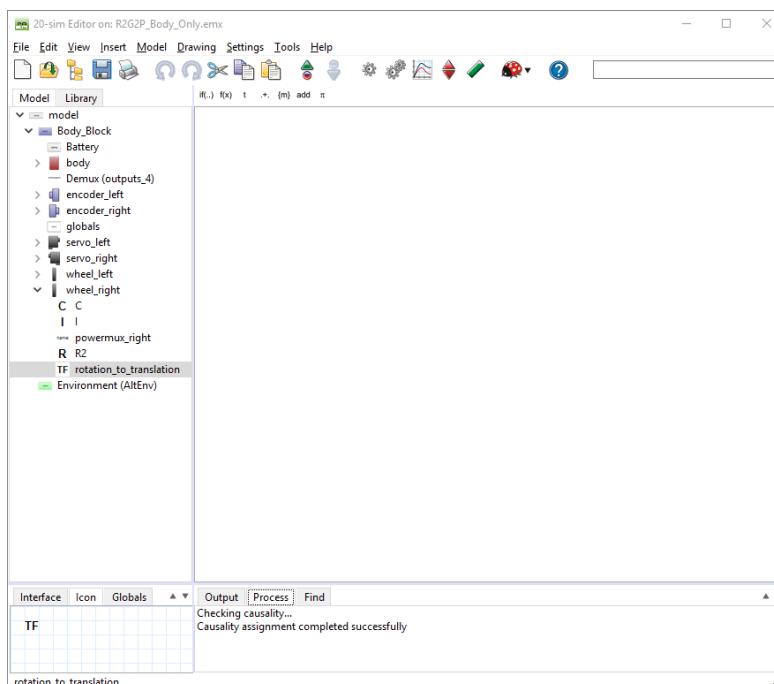 20-sim Editor on: R2G2P_Body_Only.emx
File Edit View Insert Model Drawing Settings Tools Help
Model Library
if(..) f(x) t .+. {m} add π
model
Body_Block
Battery
body
Demux (outputs_4)
encoder_left
encoder_right
globals
servo_left
servo_right
wheel_left
wheel_right
C C
I I
name powermux_right
R R2
TF rotation_to_translation
Environment (AltEnv)
Interface Icon Globals
Output Process Find
TF
Checking causality...
Causality assignment completed successfully
rotation_to_translation